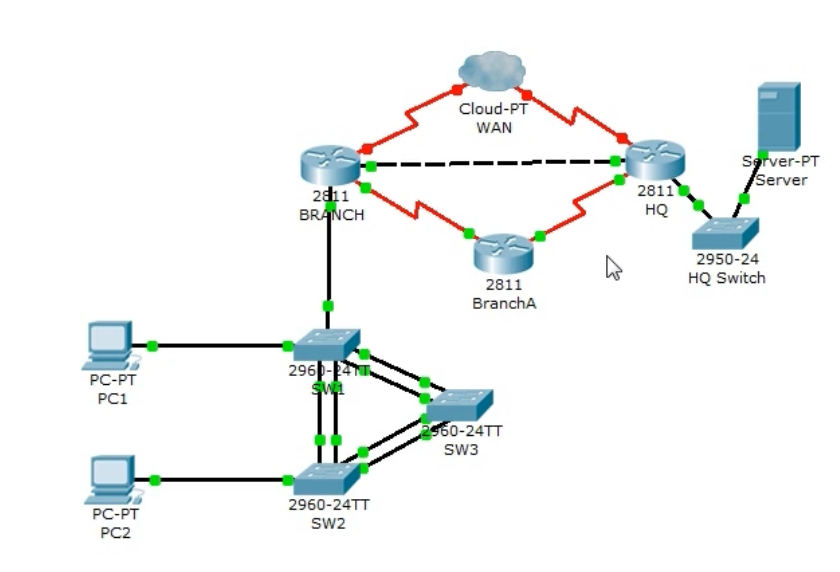 Cloud-PT
WAN
Server-PT
Server
2811
BRANCH
2811
HQ
2950-24
HQ Switch
2811
BranchA
PC-PT
PC1
2960-24TT
SW1
2960-24TT
SW3
PC-PT
PC2
2960-24TT
SW2